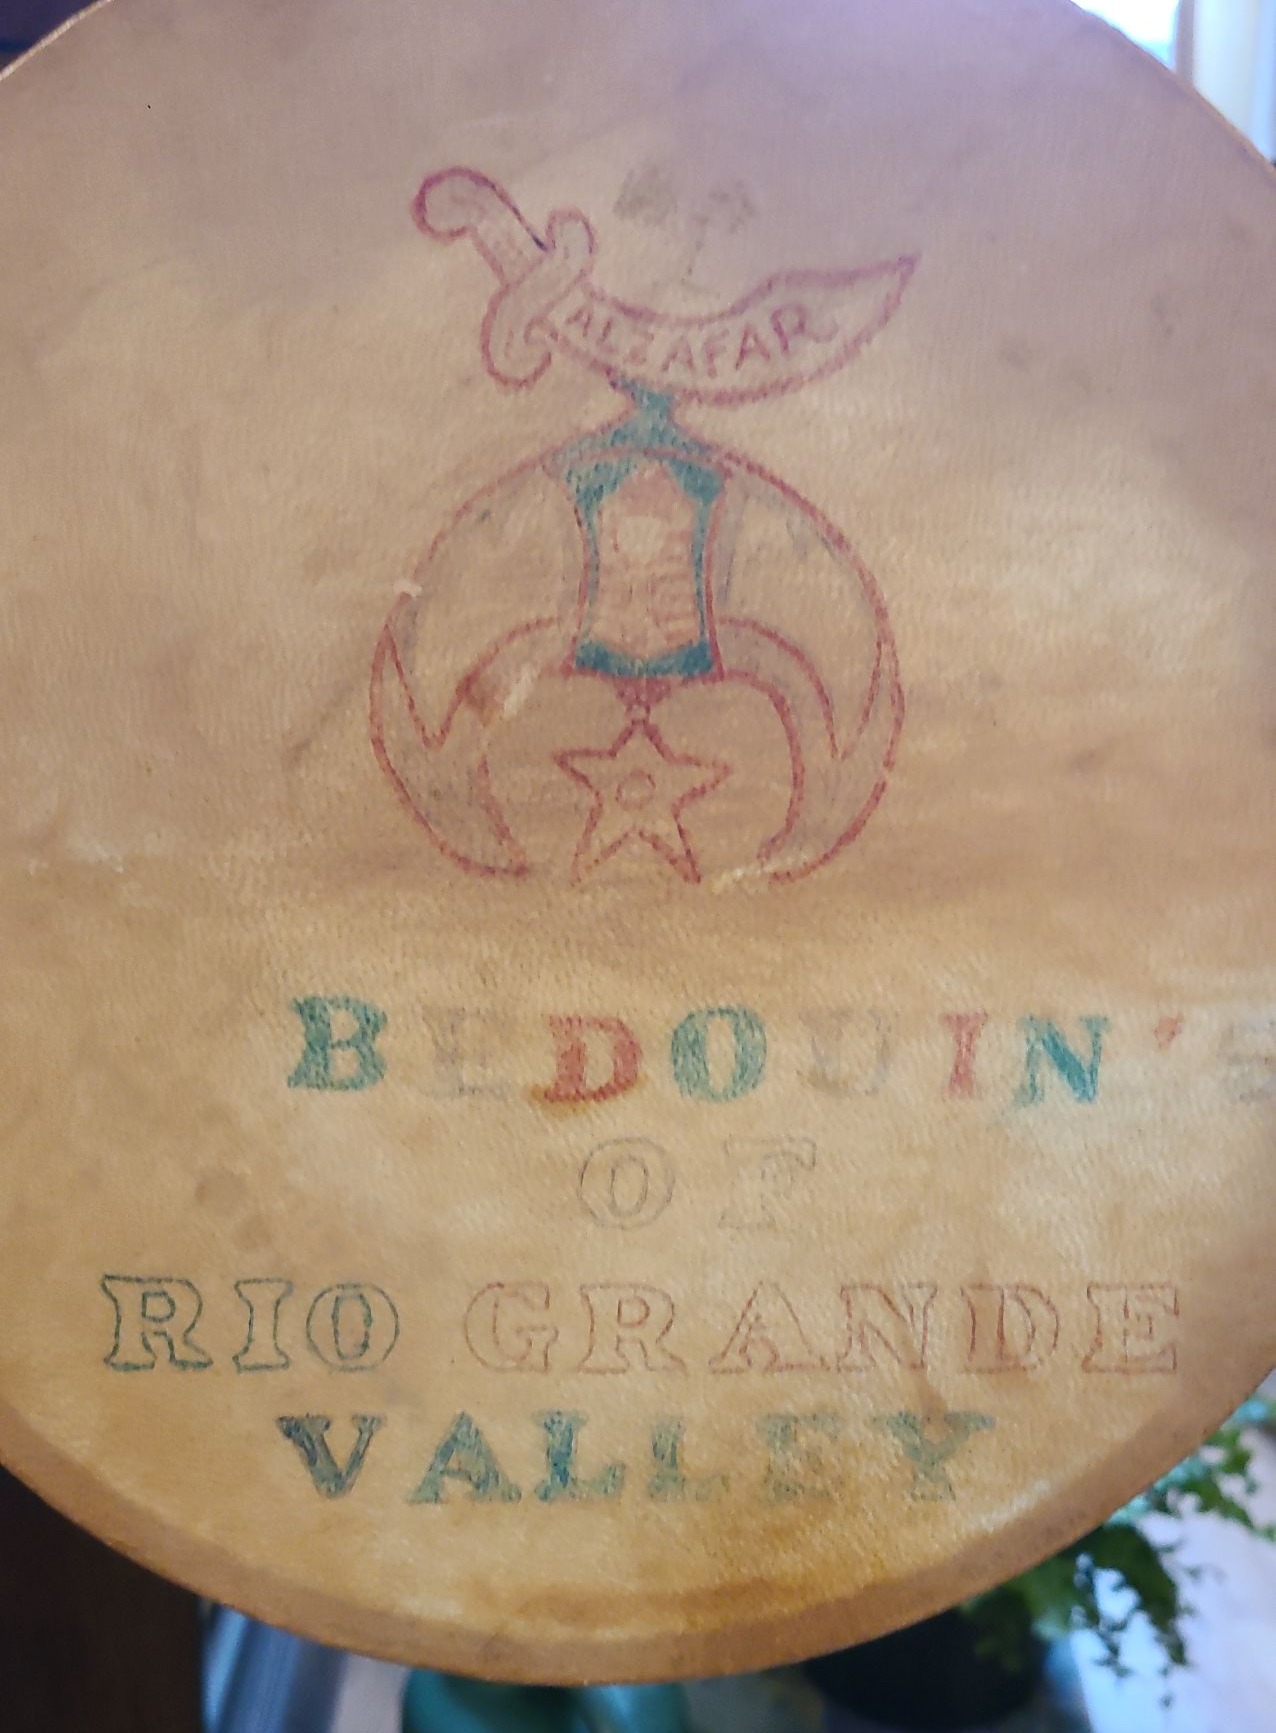 ALZAFAR
BEDOUIN'S
OF
RIO GRANDE
VALLEY